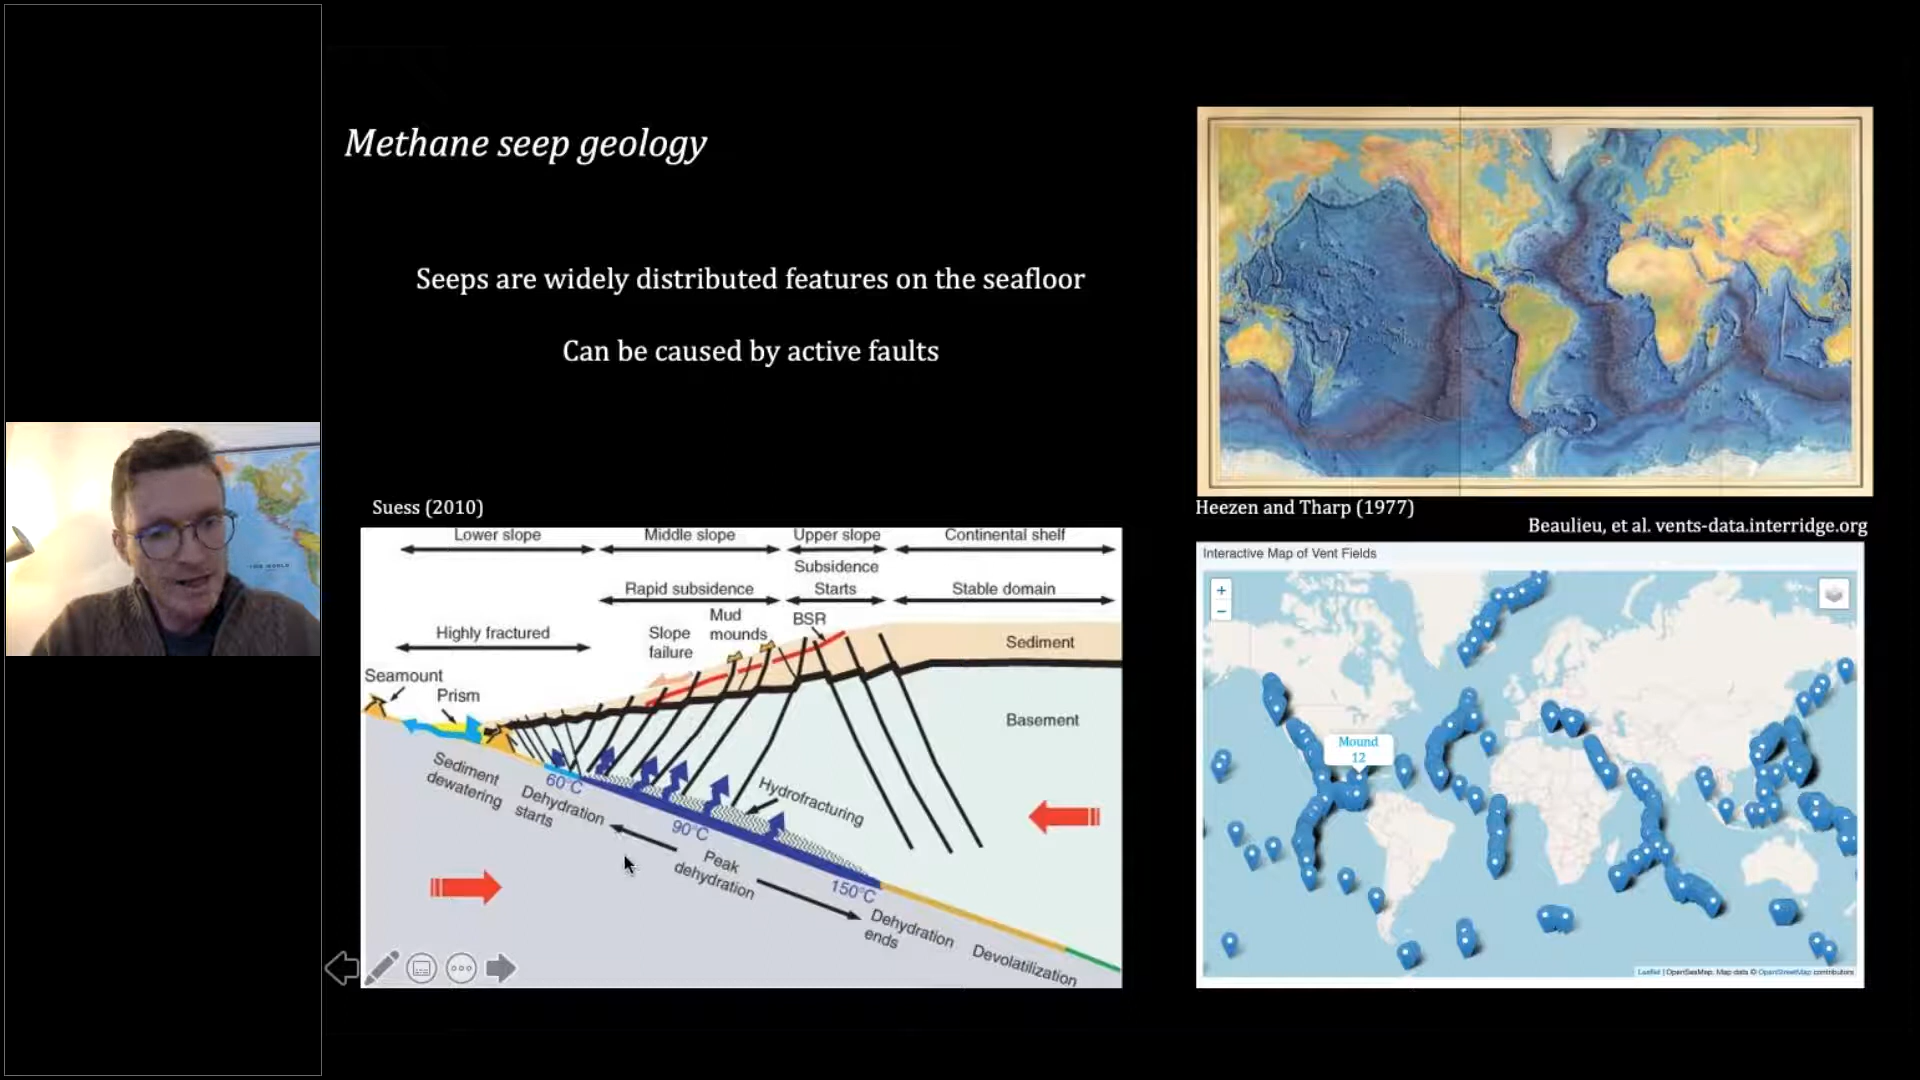 Methane seep geology
Seeps are widely distributed features on the seafloor
Can be caused by active faults
Suess (2010)
Lower slope
Middle slope
Upper slope
Continental shelf
Subsidence
Starts
Rapid subsidence
Stable domain
Highly fractured
Slope
failure
Mud
mounds
BSR
Sediment
Seamount
Prism
Basement
Sediment
dewatering
60°C
Dehydration
starts
Hydrofracturing
90°C
Peak
dehydration
150°C
Dehydration
ends
Devolatilization
Heezen and Tharp (1977)
Beaulieu, et al. vents-data.interridge.org
Interactive Map of Vent Fields
+
−
Mound
12
Leaflet | OpenSeaMap. Map data © OpenStreetMap contributors
THE WORLD